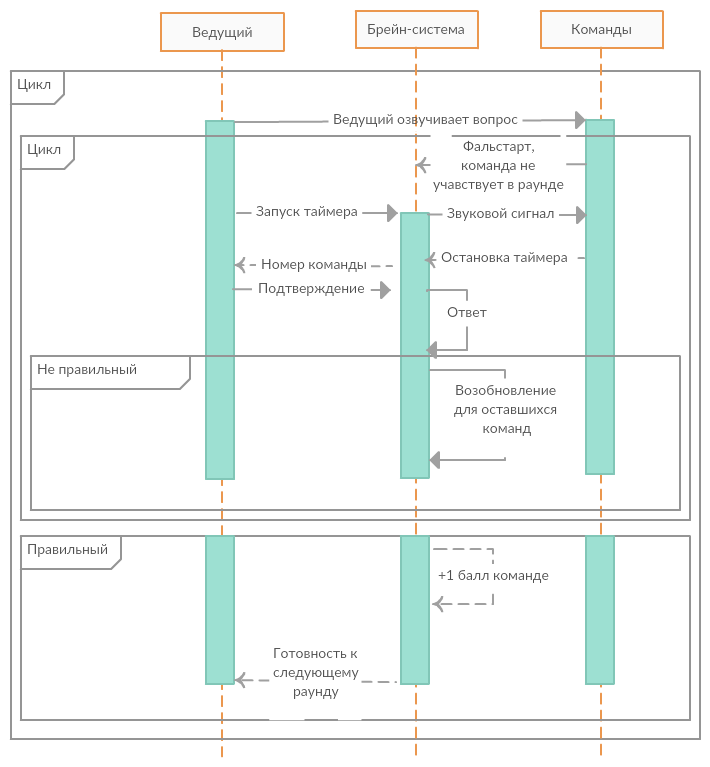 Ведущий
Брейн-система
Команды
Цикл
Ведущий озвучивает вопрос
Цикл
Фальстарт,
команда не
учавствует в раунде
Запуск таймера
Звуковой сигнал
Остановка таймера
Номер команды
Подтверждение
Ответ
Не правильный
Возобновление
для оставшихся
команд
Правильный
+1 балл команде
Готовность к
следующему
раунду